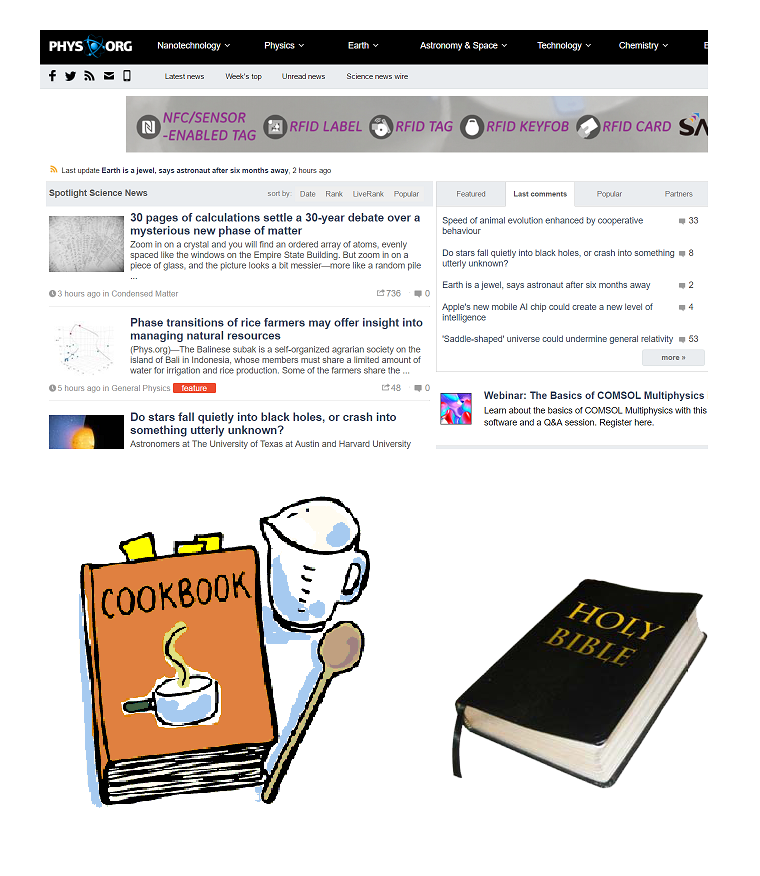 PHYS ORG
Nanotechnology
Physics
Earth
Astronomy & Space
Technology
Chemistry
Latest news
Week's top
Unread news
Science news wire
NFC/SENSOR
-ENABLED TAG
RFID LABEL
RFID TAG
RFID KEYFOB
RFID CARD
Last update Earth is a jewel, says astronaut after six months away, 2 hours ago
Spotlight Science News
sort by: Date Rank LiveRank Popular
30 pages of calculations settle a 30-year debate over a
mysterious new phase of matter
Zoom in on a crystal and you will find an ordered array of atoms, evenly
spaced like the windows on the Empire State Building. But zoom in on a
piece of glass, and the picture looks a bit messier—more like a random pile
...
3 hours ago in Condensed Matter
736
0
Phase transitions of rice farmers may offer insight into
managing natural resources
(Phys.org)—The Balinese subak is a self-organized agrarian society on the
island of Bali in Indonesia, whose members must share a limited amount of
water for irrigation and rice production. Some of the farmers share the ...
5 hours ago in General Physics feature
48
0
Do stars fall quietly into black holes, or crash into
something utterly unknown?
Astronomers at The University of Texas at Austin and Harvard University
Featured
Last comments
Popular
Partners
Speed of animal evolution enhanced by cooperative 33
behaviour
Do stars fall quietly into black holes, or crash into something 8
utterly unknown?
Earth is a jewel, says astronaut after six months away 2
Apple's new mobile AI chip could create a new level of 4
intelligence
'Saddle-shaped' universe could undermine general relativity 53
more »
Webinar: The Basics of COMSOL Multiphysics
Learn about the basics of COMSOL Multiphysics with this
software and a Q&A session. Register here.
COOKBOOK
HOLY
BIBLE